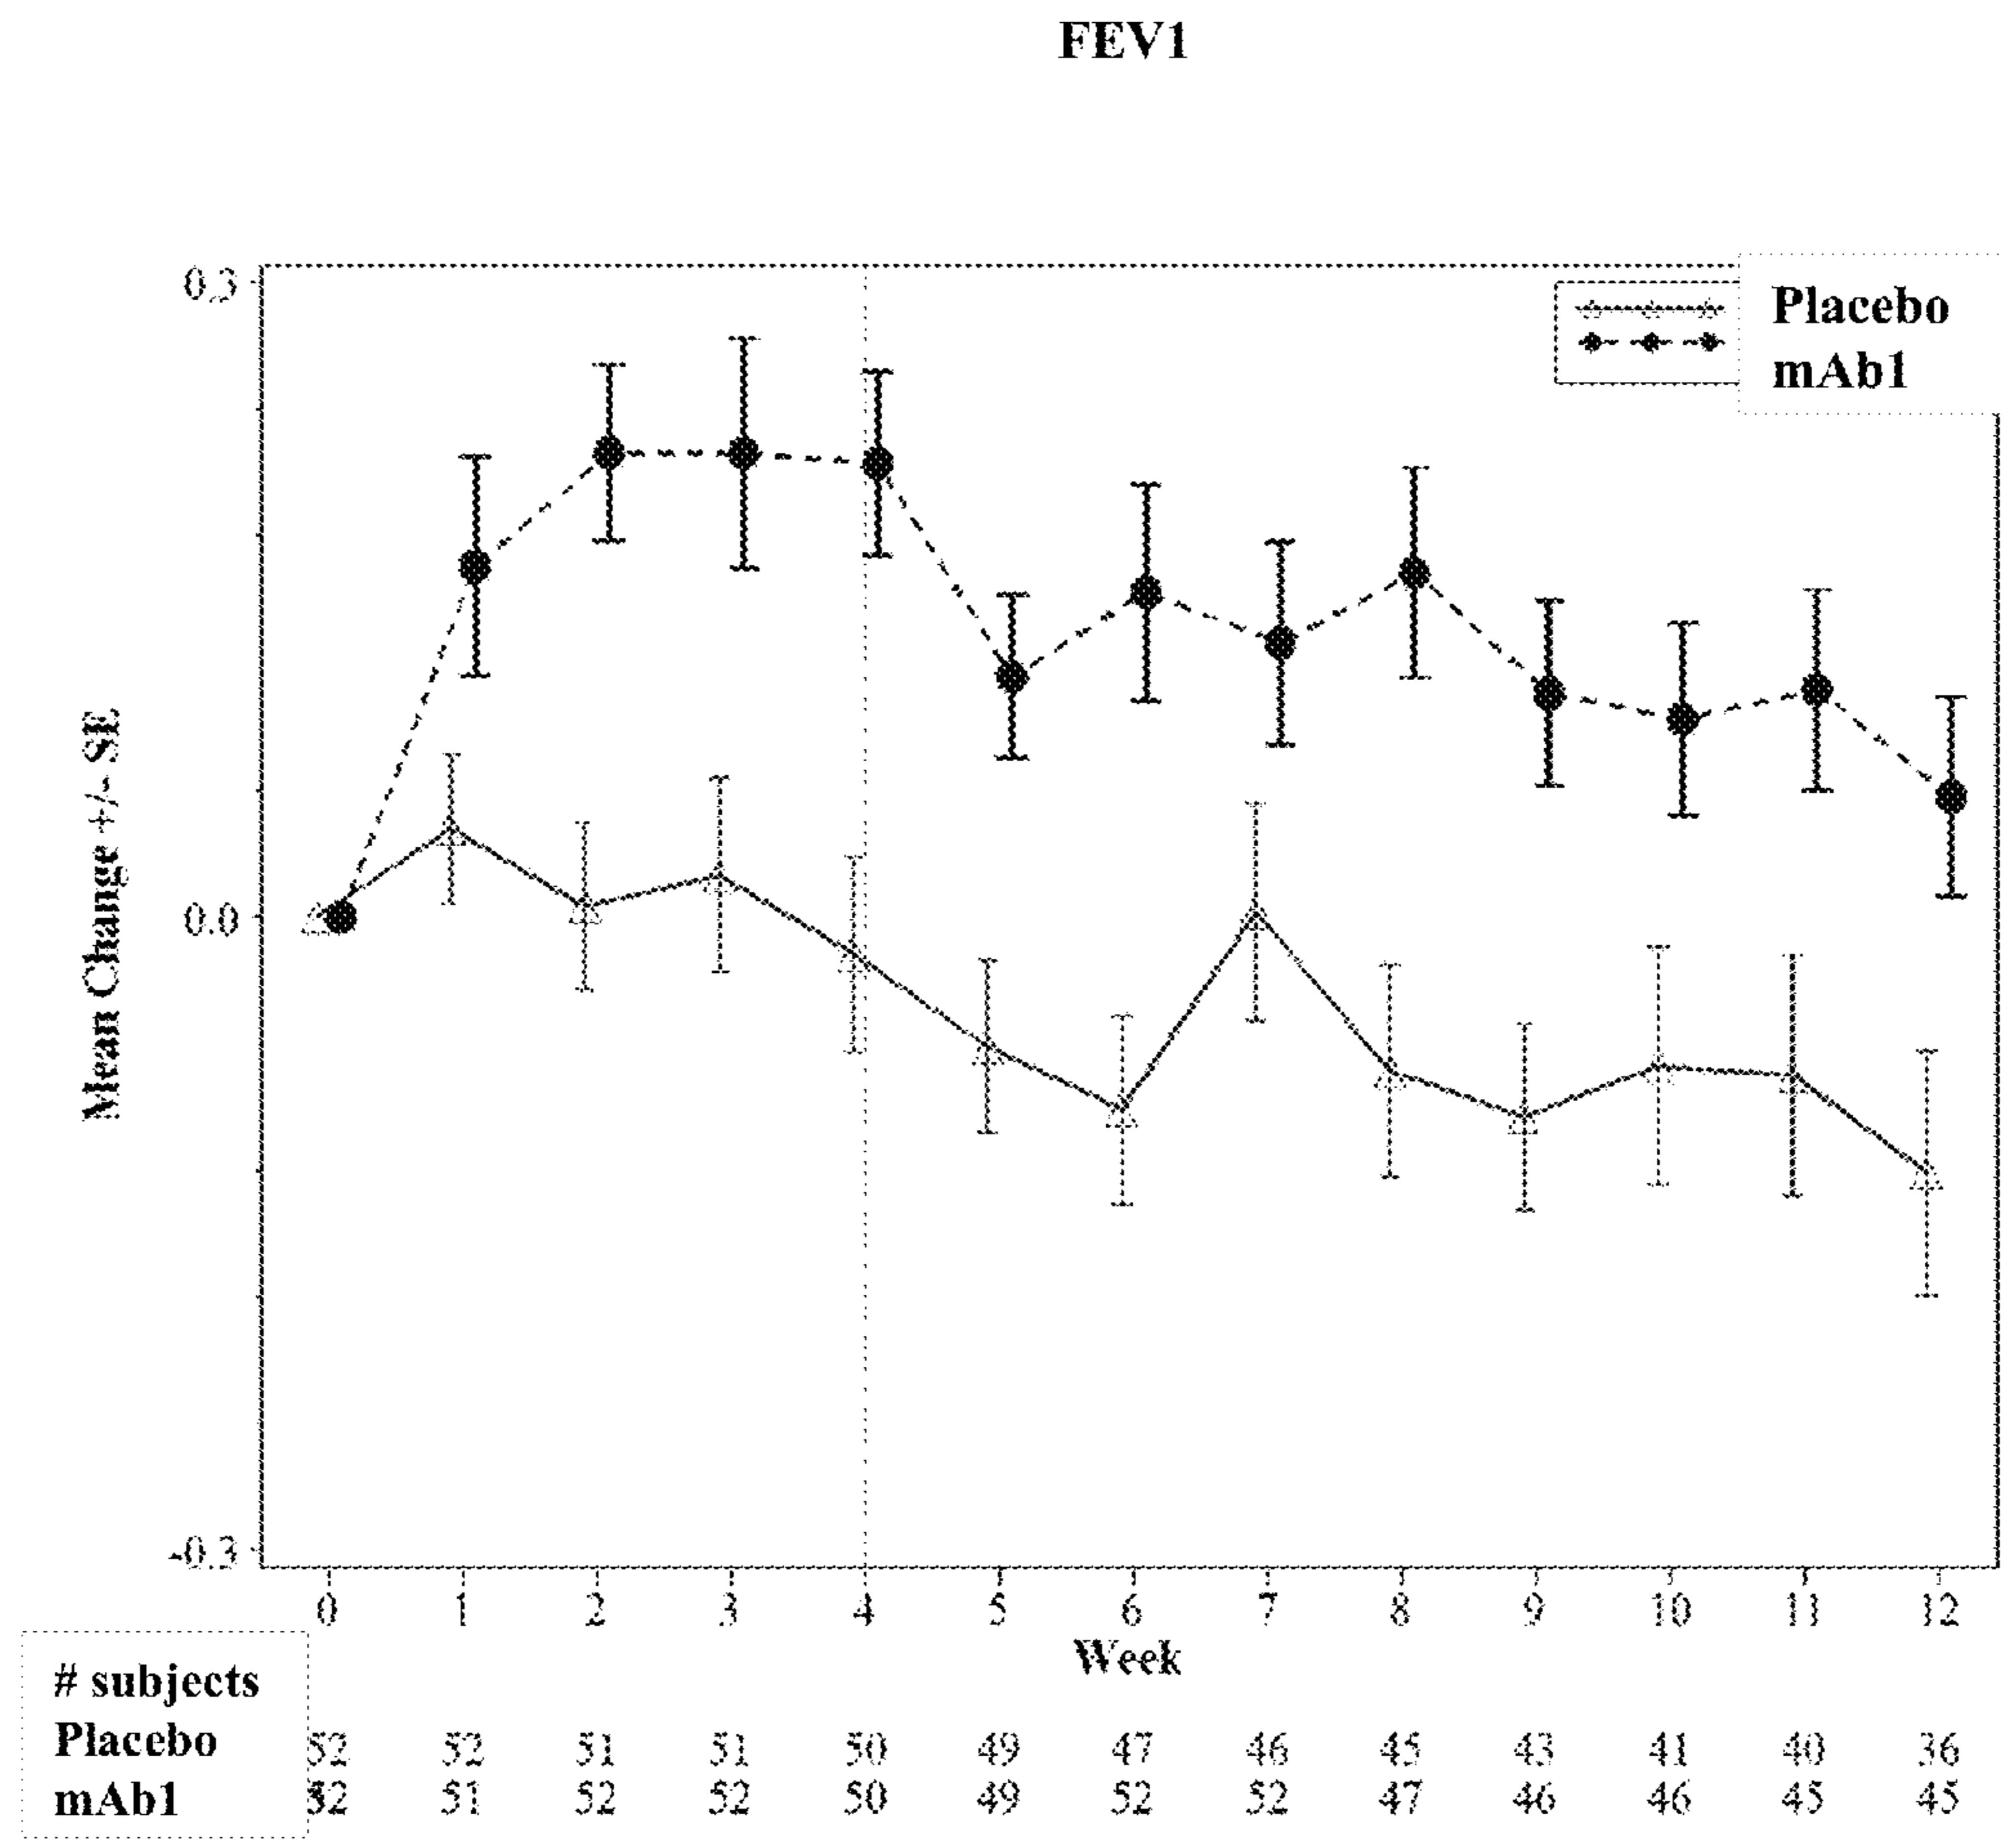 FEV1
0.3
Placebo
mAb1
Mean Change +/- SE
0.0
-0.3
0 1 2 3 4 5 6 7 8 9 10 11 12
Week
# subjects
Placebo 52 52 51 51 50 49 47 46 45 43 41 40 36
mAb1 52 51 52 52 50 49 52 52 47 46 46 45 45